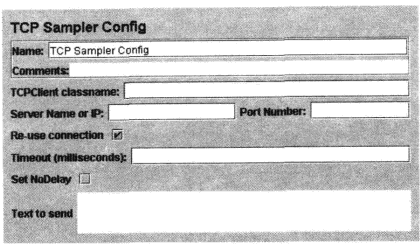 TCP Sampler Config
Name: TCP Sampler Config
Comments:
TCPClient classname:
Server Name or IP: Port Number:
Re-use connection
Timeout (milliseconds):
Set NoDelay
Text to send